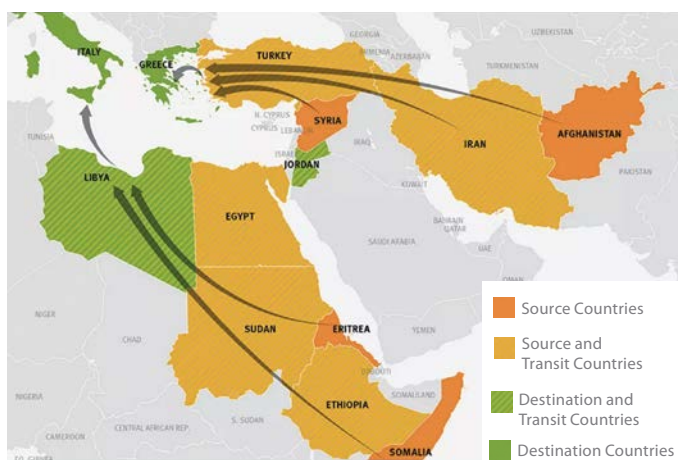 GEORGIA
UZBEKISTAN
ITALY
ARMENIA
AZERBAIJAN
TURKEY
GREECE
TURKMENISTAN
N. CYPRUS
CYPRUS
SYRIA
AFGHANISTAN
TUNISIA
ISRAEL
IRAQ
IRAN
JORDAN
PAKISTAN
LIBYA
KUWAIT
EGYPT
BAHRAIN
QATAR
SAUDI ARABIA
UAE
OMAN
NIGER
CHAD
SUDAN
ERITREA
YEMEN
DJIBOUTI
NIGERIA
SOMALILAND
ETHIOPIA
CENTRAL AFRICAN REP.
S. SUDAN
CAMEROON
SOMALIA
Source Countries
Source and
Transit Countries
Destination and
Transit Countries
Destination Countries